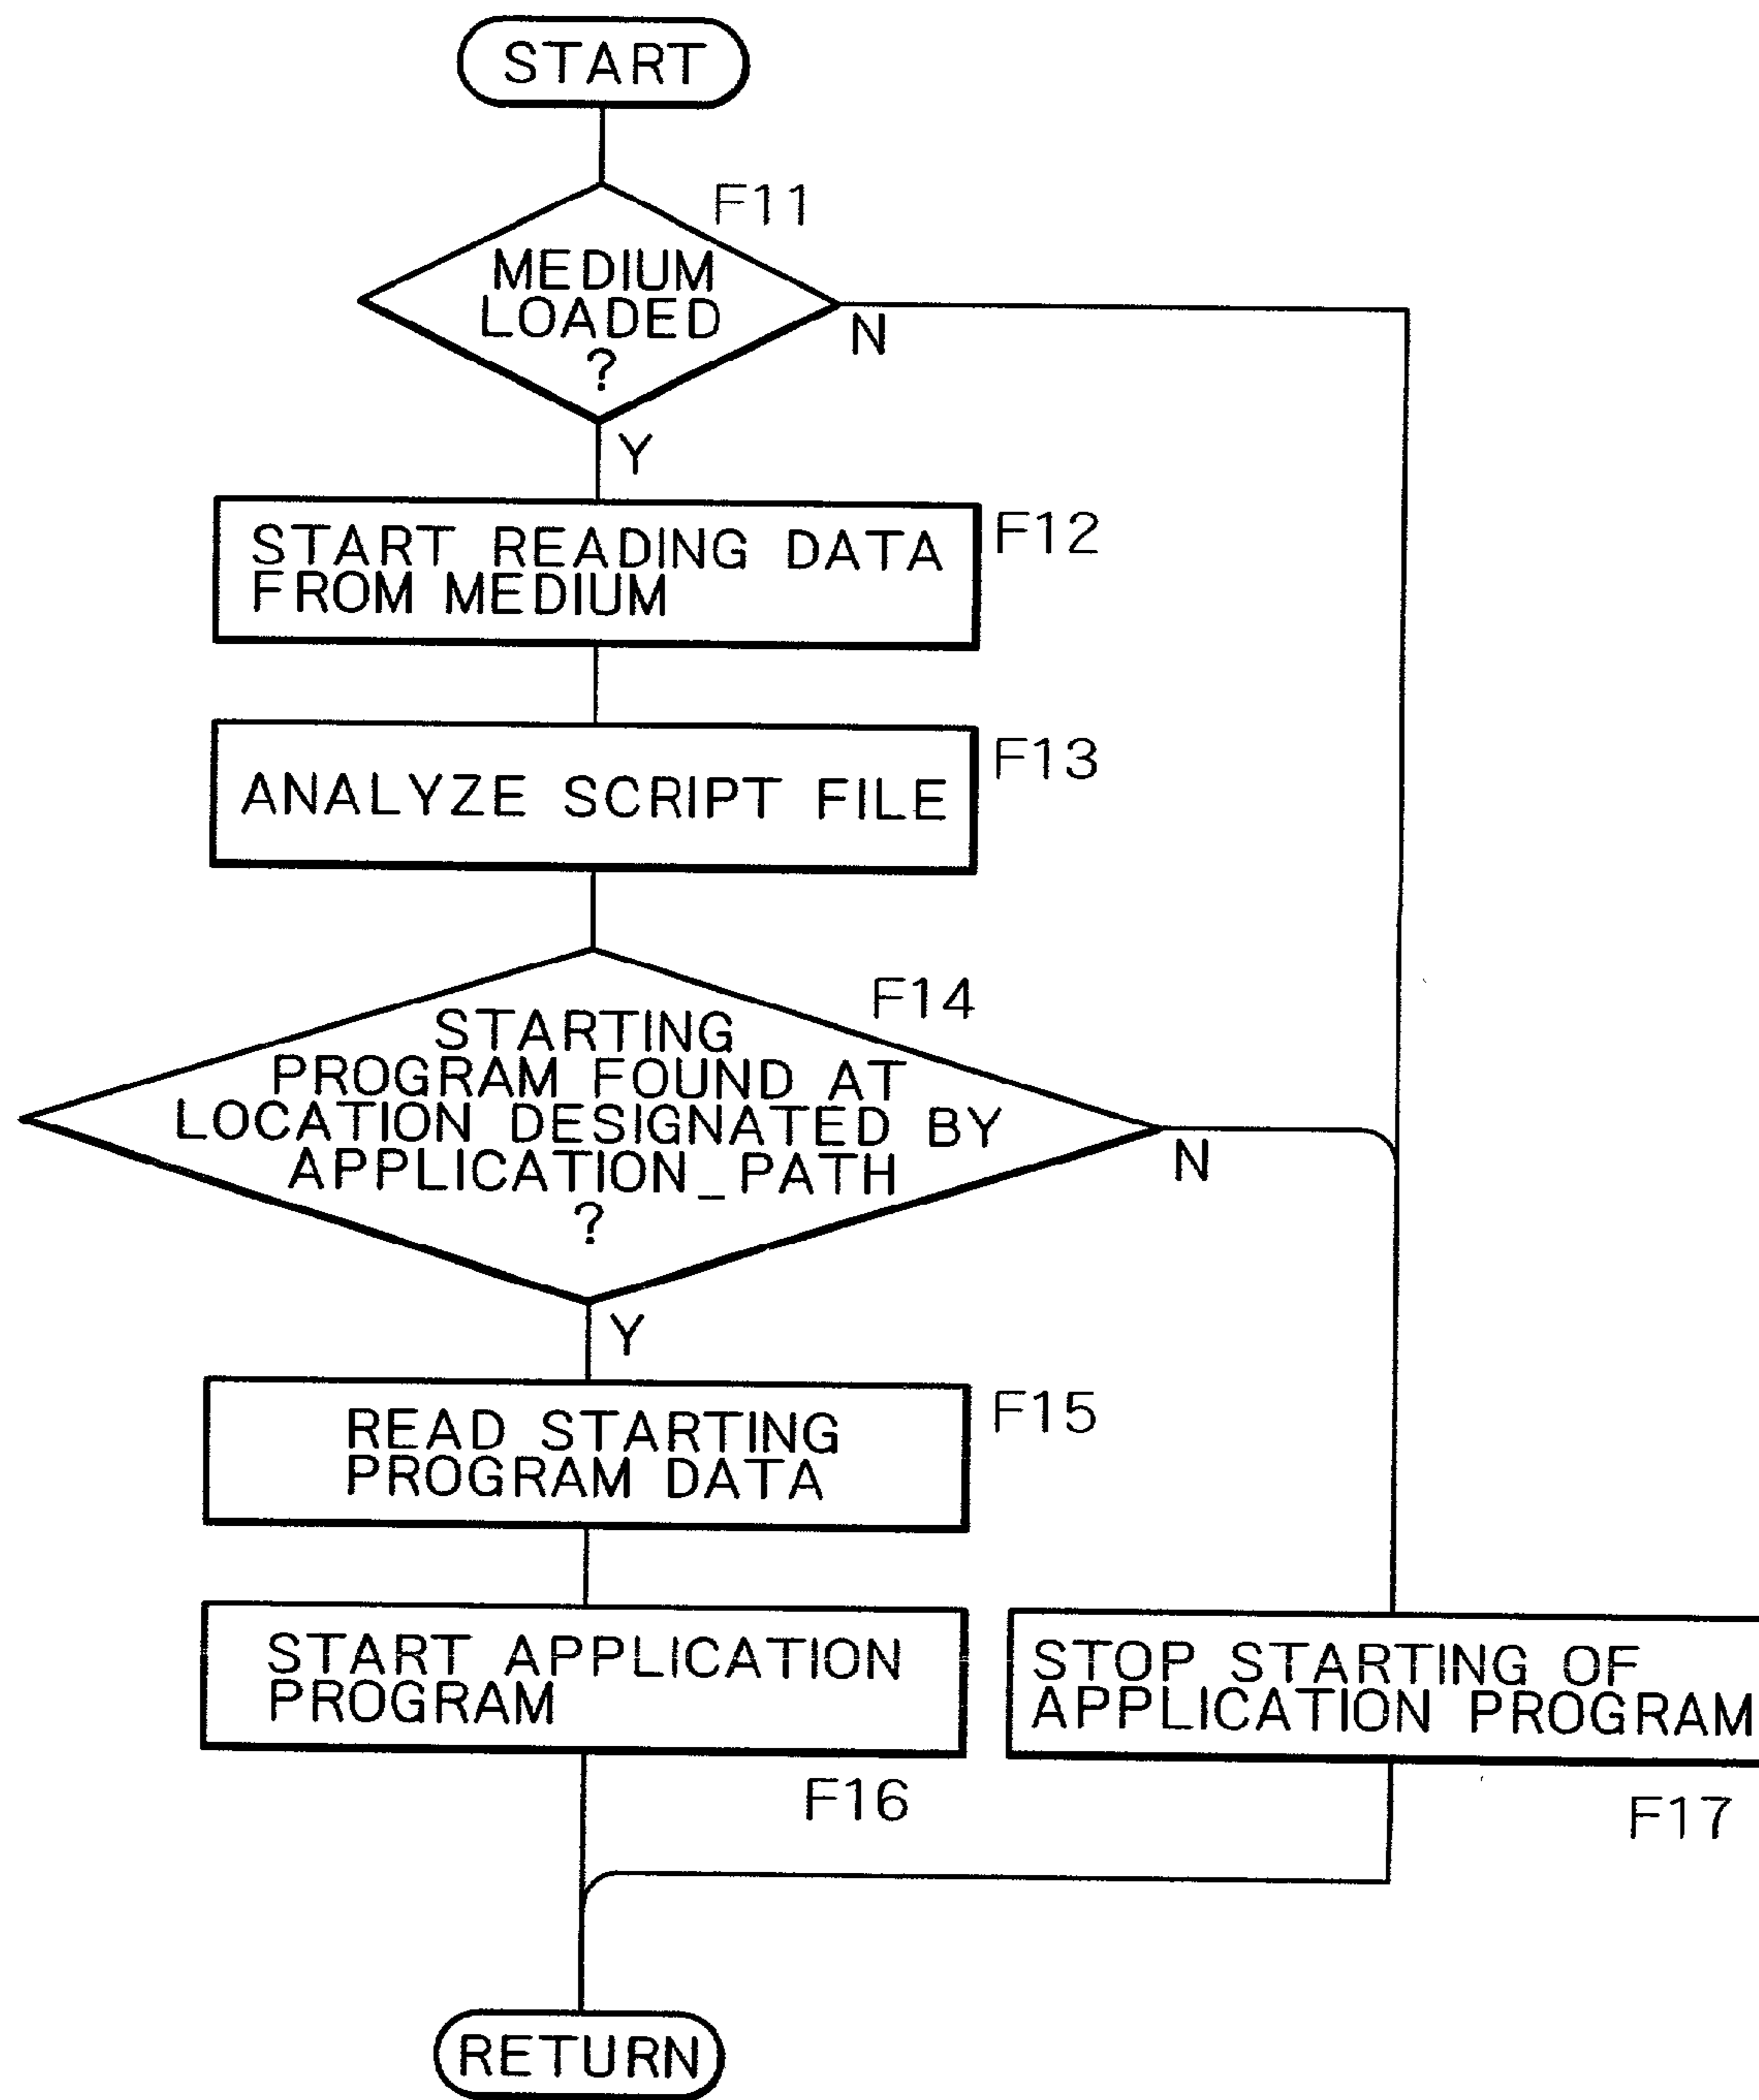 START
F11
MEDIUM
LOADED
?
N
Y
START READING DATA
FROM MEDIUM
F12
ANALYZE SCRIPT FILE
F13
F14
STARTING
PROGRAM FOUND AT
LOCATION DESIGNATED BY
APPLICATION_PATH
?
N
Y
READ STARTING
PROGRAM DATA
F15
START APPLICATION
PROGRAM
F16
STOP STARTING OF
APPLICATION PROGRAM
F17
RETURN